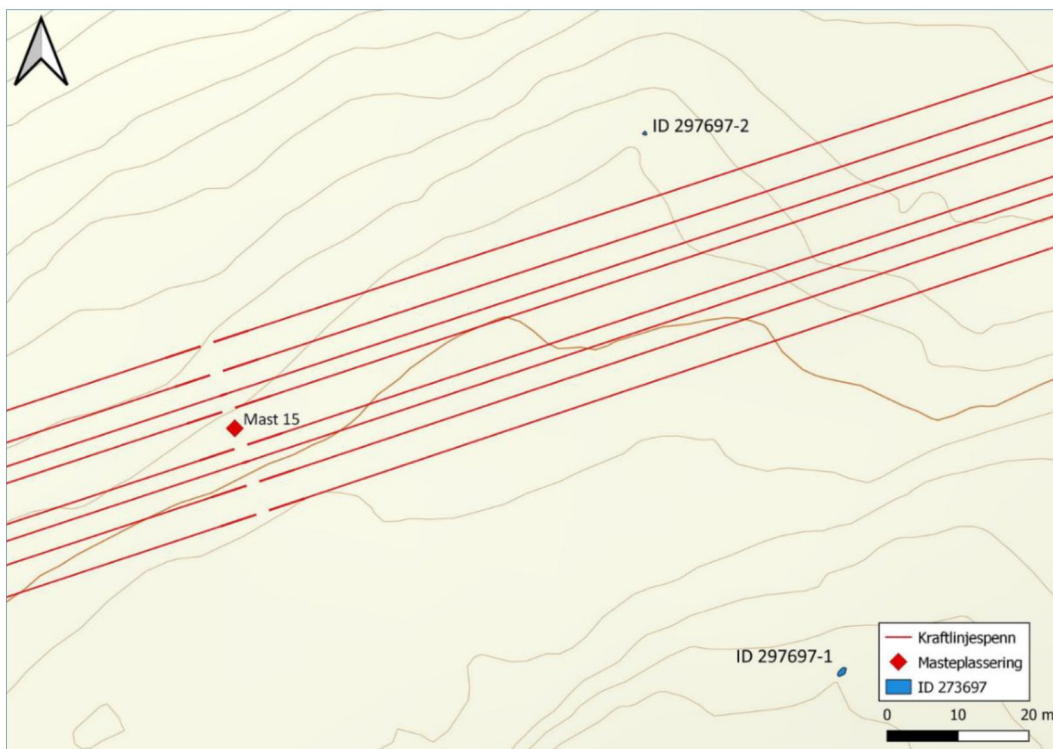 ID 297697-2
Mast 15
ID 297697-1
Kraftlinjespenn
Masteplassering
ID 273697
0 10 20 m